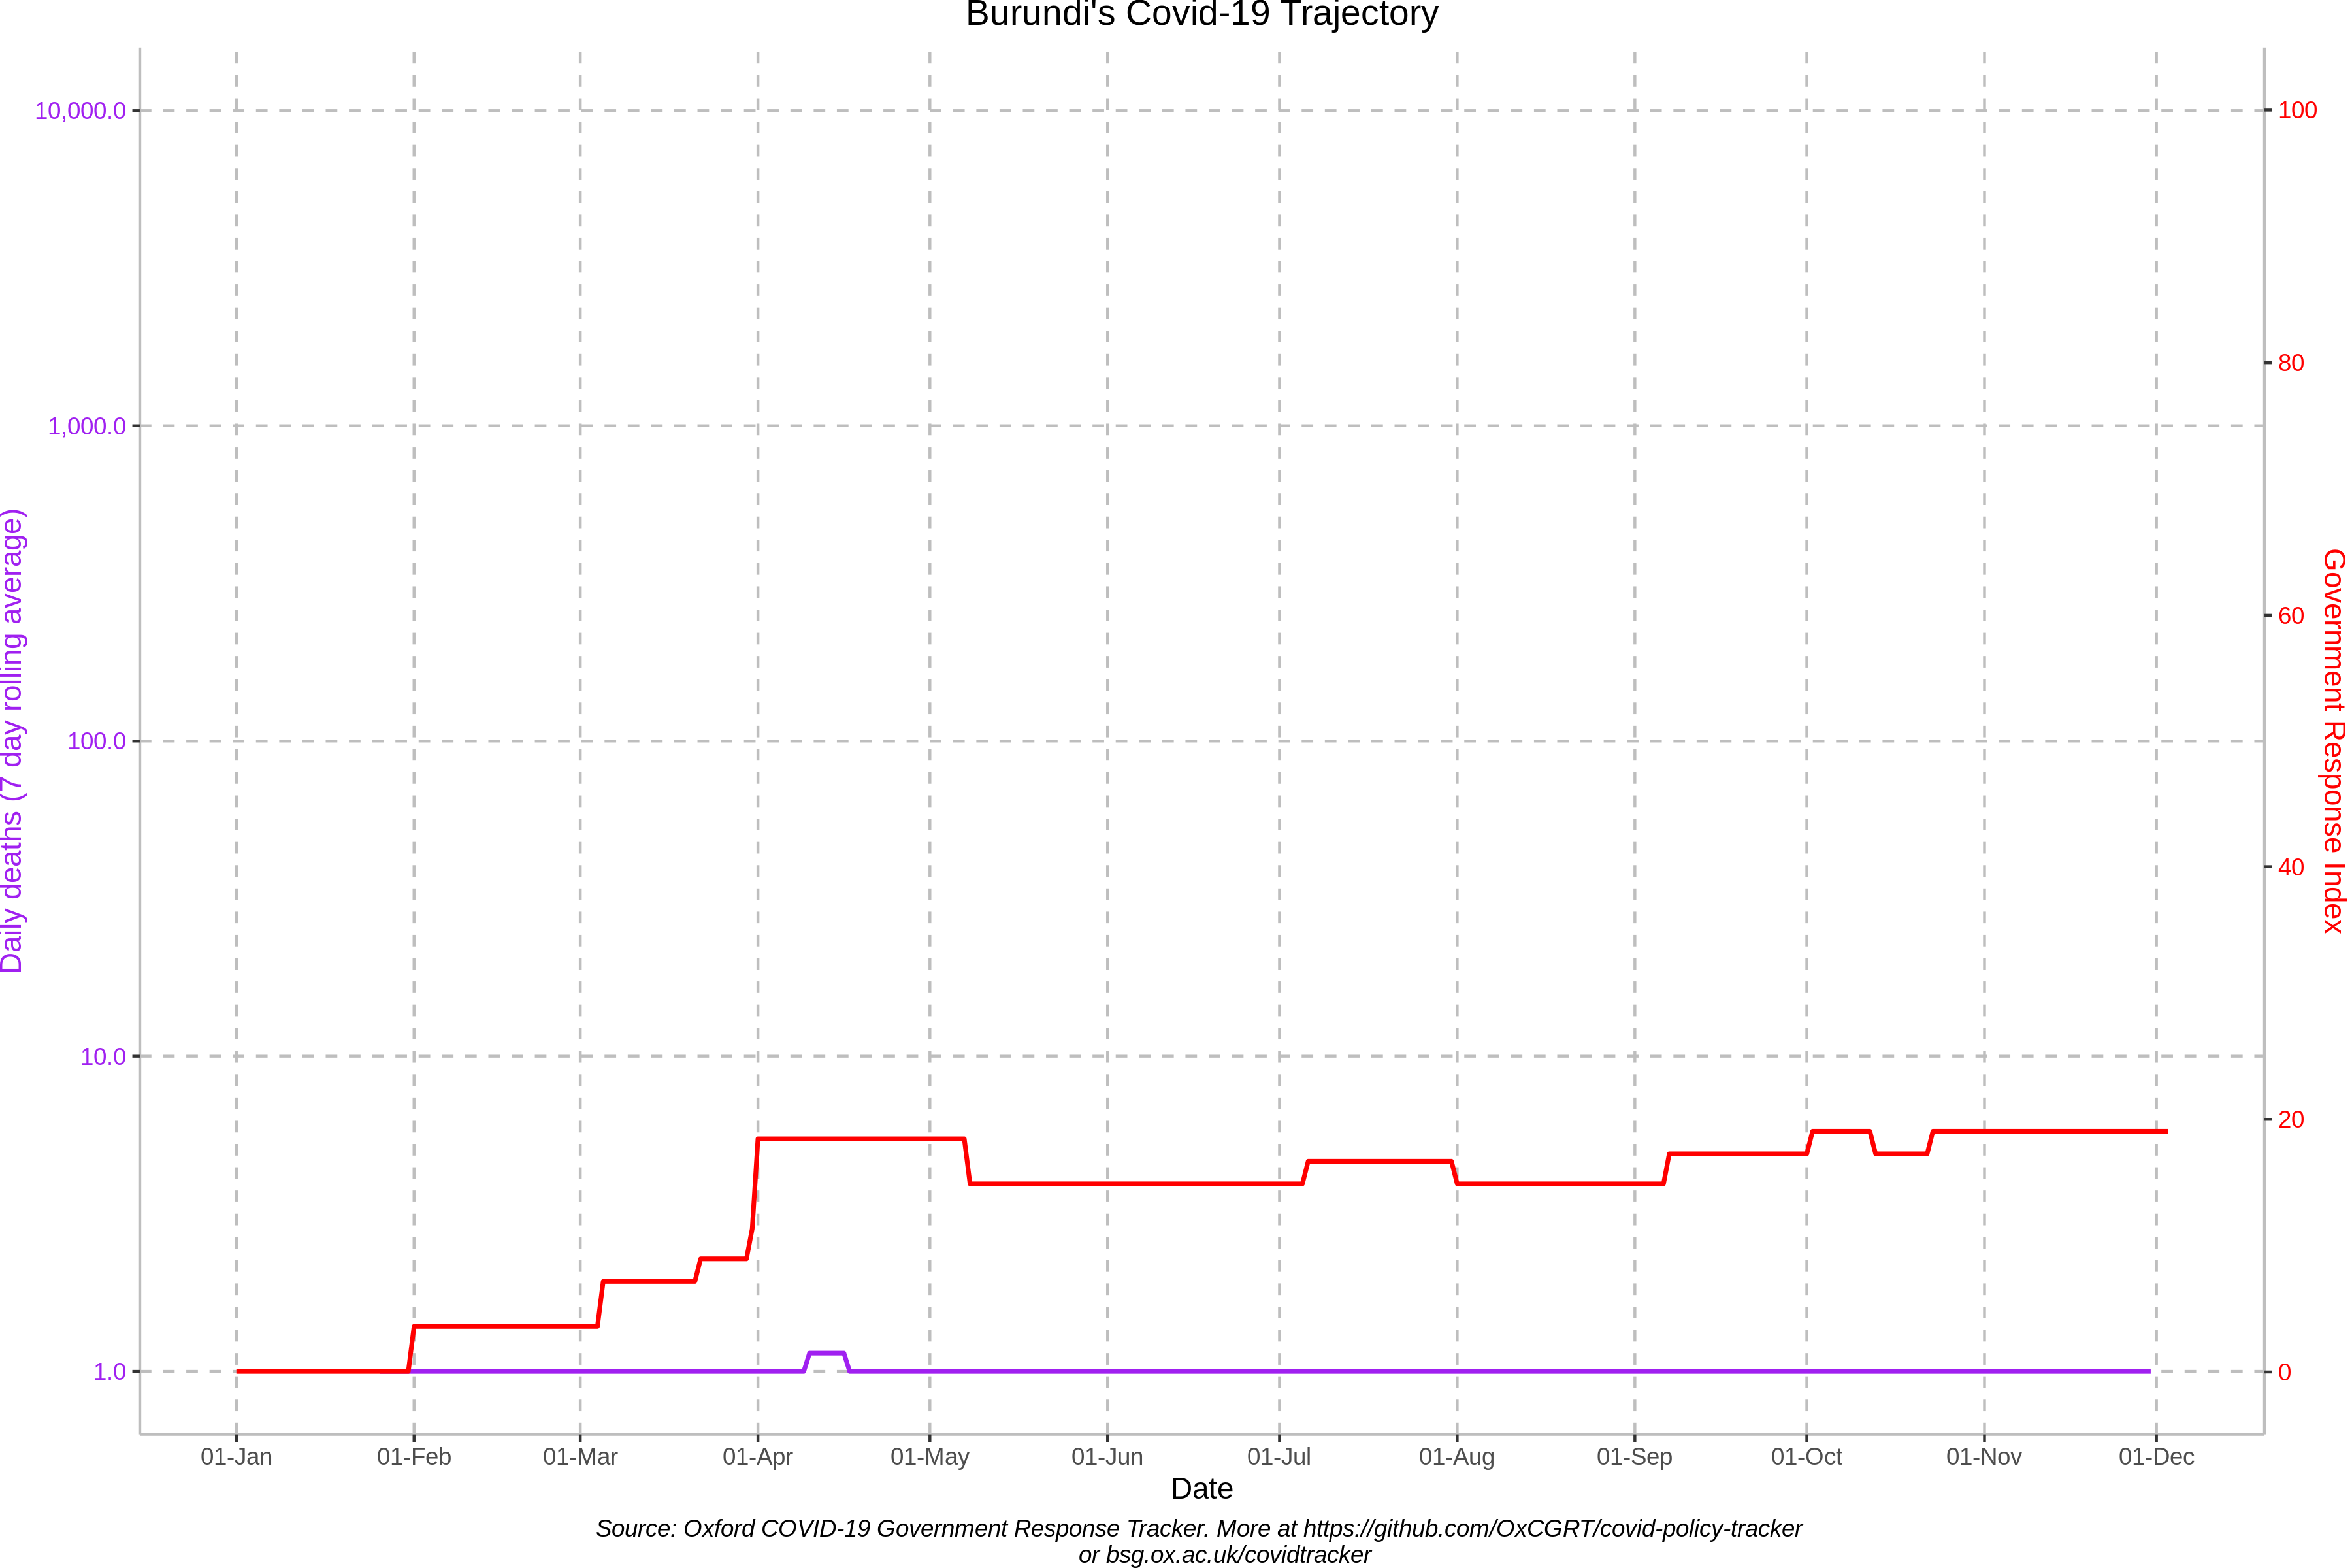 Burundi's Covid-19 Trajectory
10,000.0
1,000.0
100.0
10.0
1.0
Daily deaths (7 day rolling average)
100
80
60
40
20
0
Government Response Index
01-Jan 01-Feb 01-Mar 01-Apr 01-May 01-Jun 01-Jul 01-Aug 01-Sep 01-Oct 01-Nov 01-Dec
Date
Source: Oxford COVID-19 Government Response Tracker. More at https://github.com/OxCGRT/covid-policy-tracker
or bsg.ox.ac.uk/covidtracker